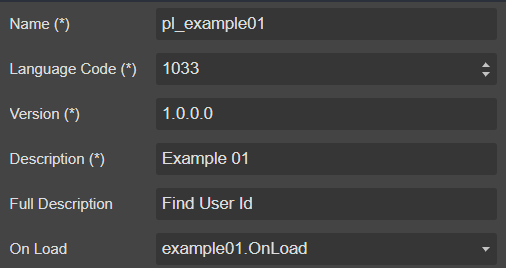 Name (*) pl_example01
Language Code (*) 1033
Version (*) 1.0.0.0
Description (*) Example 01
Full Description Find User Id
On Load example01.OnLoad